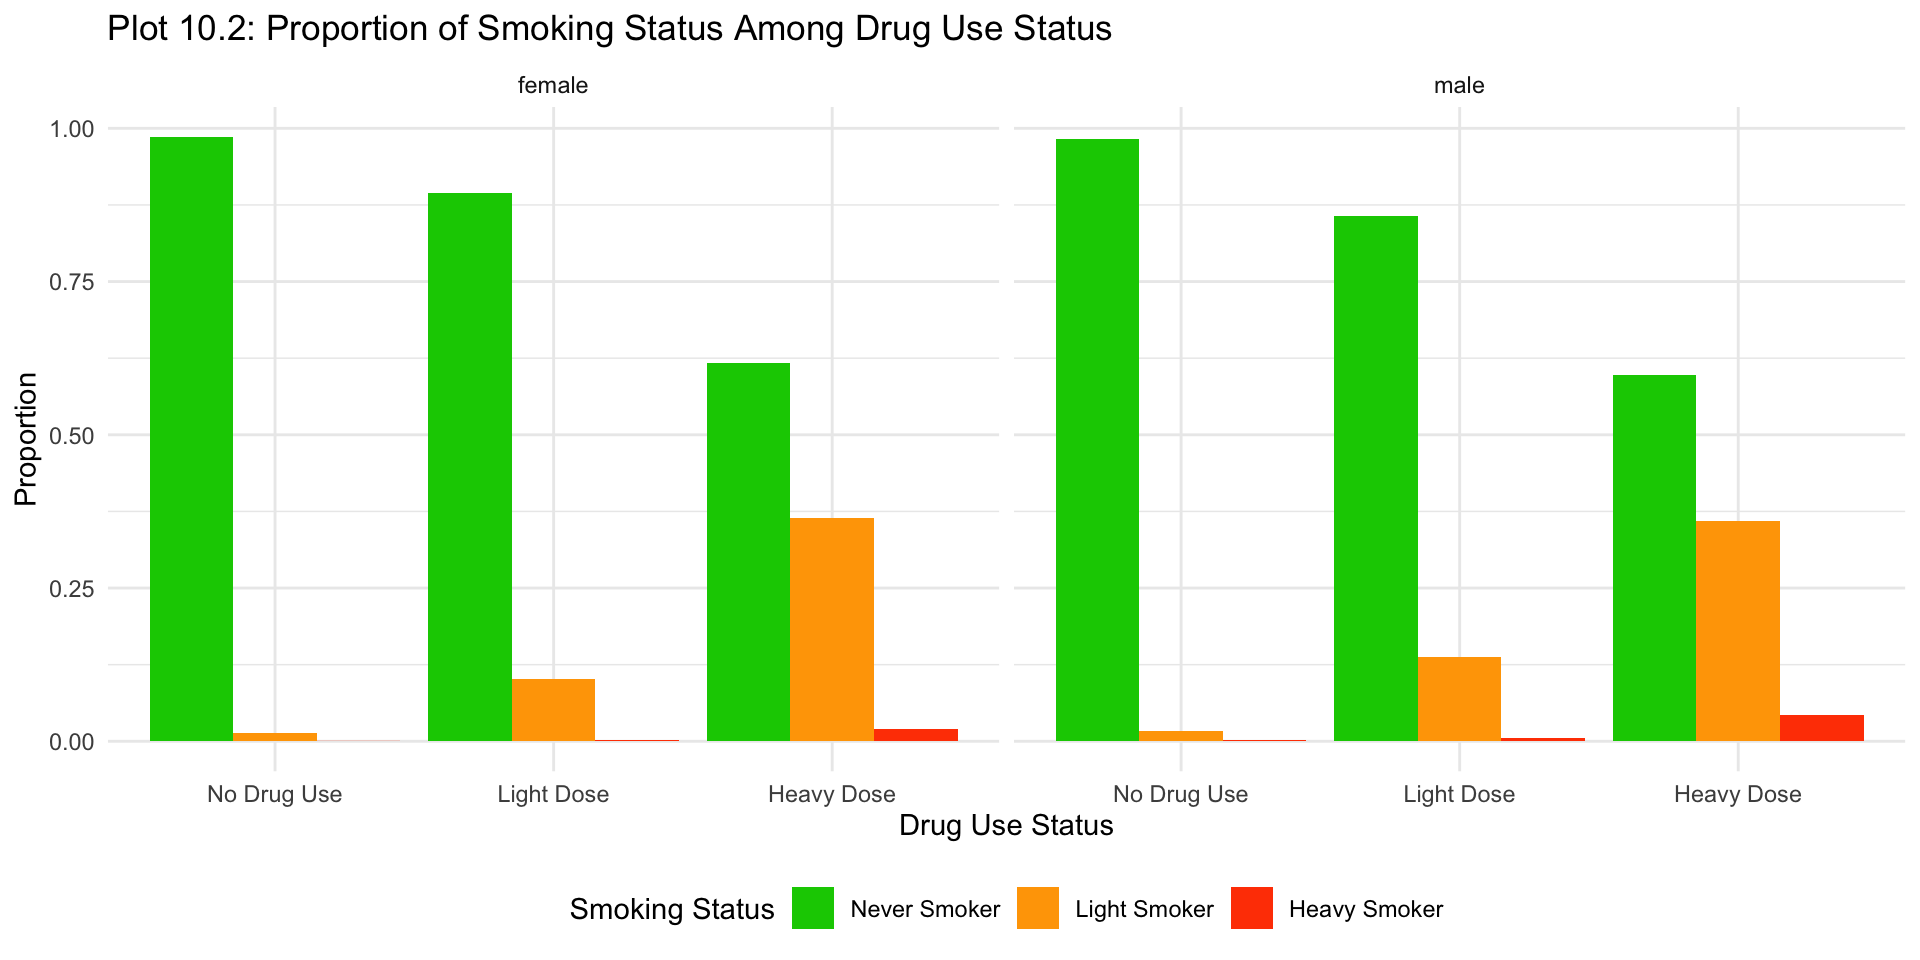 Plot 10.2: Proportion of Smoking Status Among Drug Use Status
female
male
Proportion
1.00
0.75
0.50
0.25
0.00
No Drug Use Light Dose Heavy Dose No Drug Use Light Dose Heavy Dose
Drug Use Status
Smoking Status Never Smoker Light Smoker Heavy Smoker